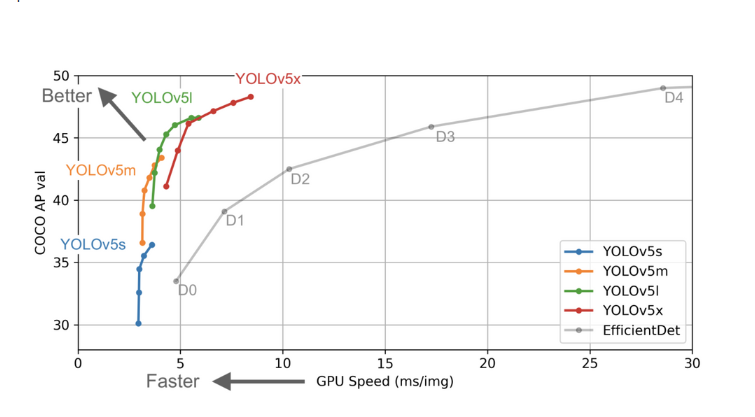 50
YOLOv5x
Better
YOLOv5l
D4
D3
45
YOLOv5m
D2
COCO AP val
40
D1
YOLOv5s
35
D0
30
YOLOv5s
YOLOv5m
YOLOv5l
YOLOv5x
EfficientDet
0 5 10 15 20 25 30
Faster GPU Speed (ms/img)